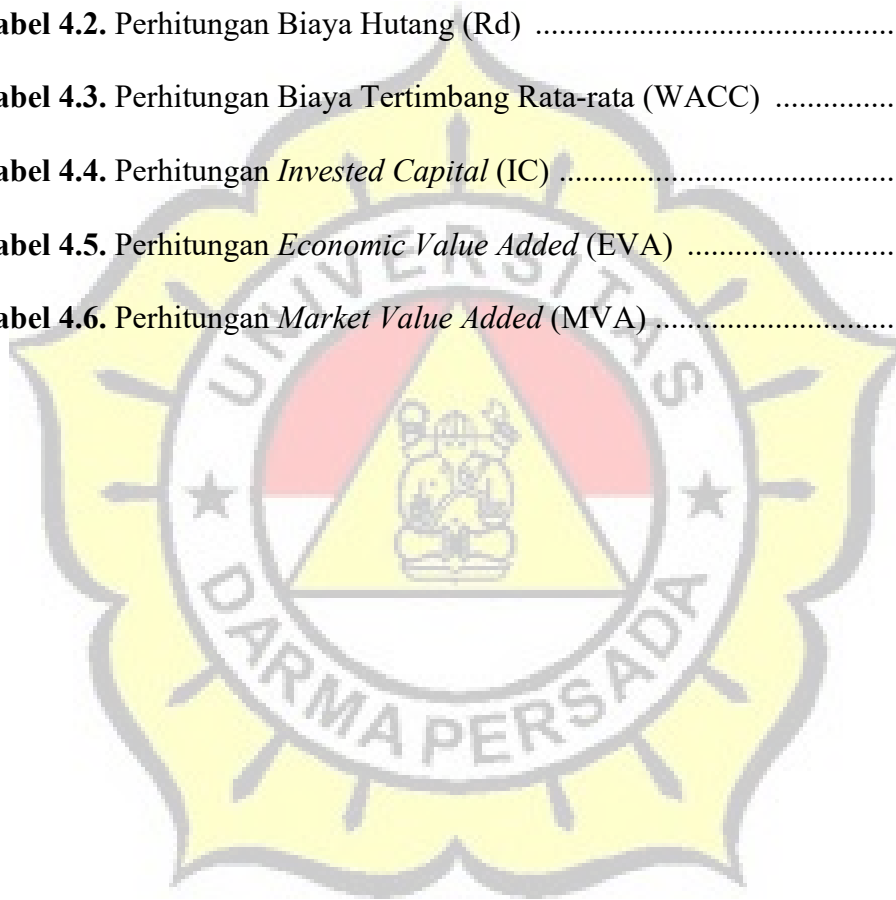 abel 4.2. Perhitungan Biaya Hutang (Rd) ............................................
abel 4.3. Perhitungan Biaya Tertimbang Rata-rata (WACC) ...............
abel 4.4. Perhitungan Invested Capital (IC) .........................................
abel 4.5. Perhitungan Economic Value Added (EVA) ..........................
abel 4.6. Perhitungan Market Value Added (MVA) .............................
UNIVERSITAS
DARMA PERSADA